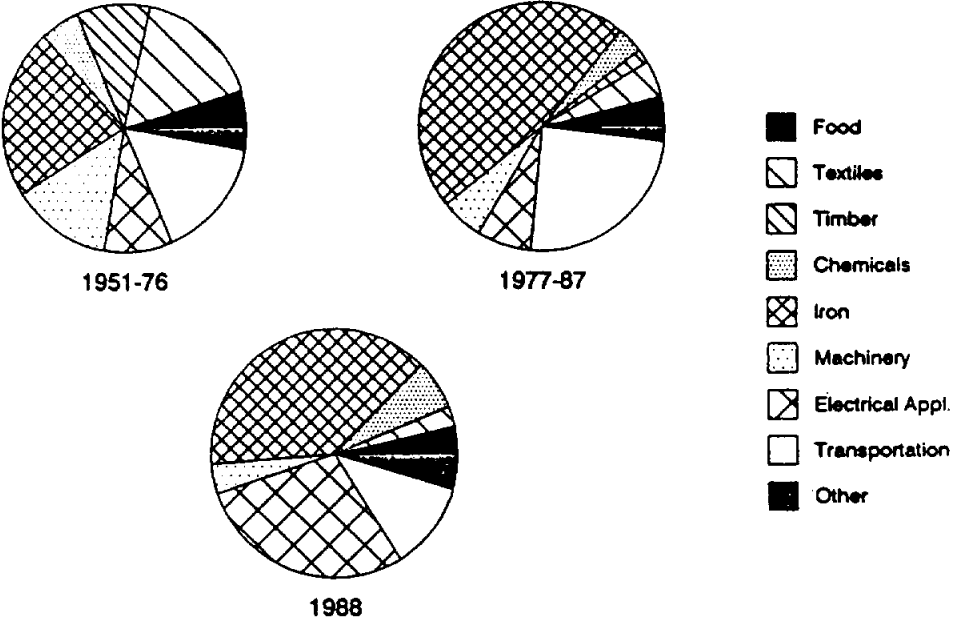 1951-76
1977-87
1988
Food
Textiles
Timber
Chemicals
Iron
Machinery
Electrical Appl.
Transportation
Other